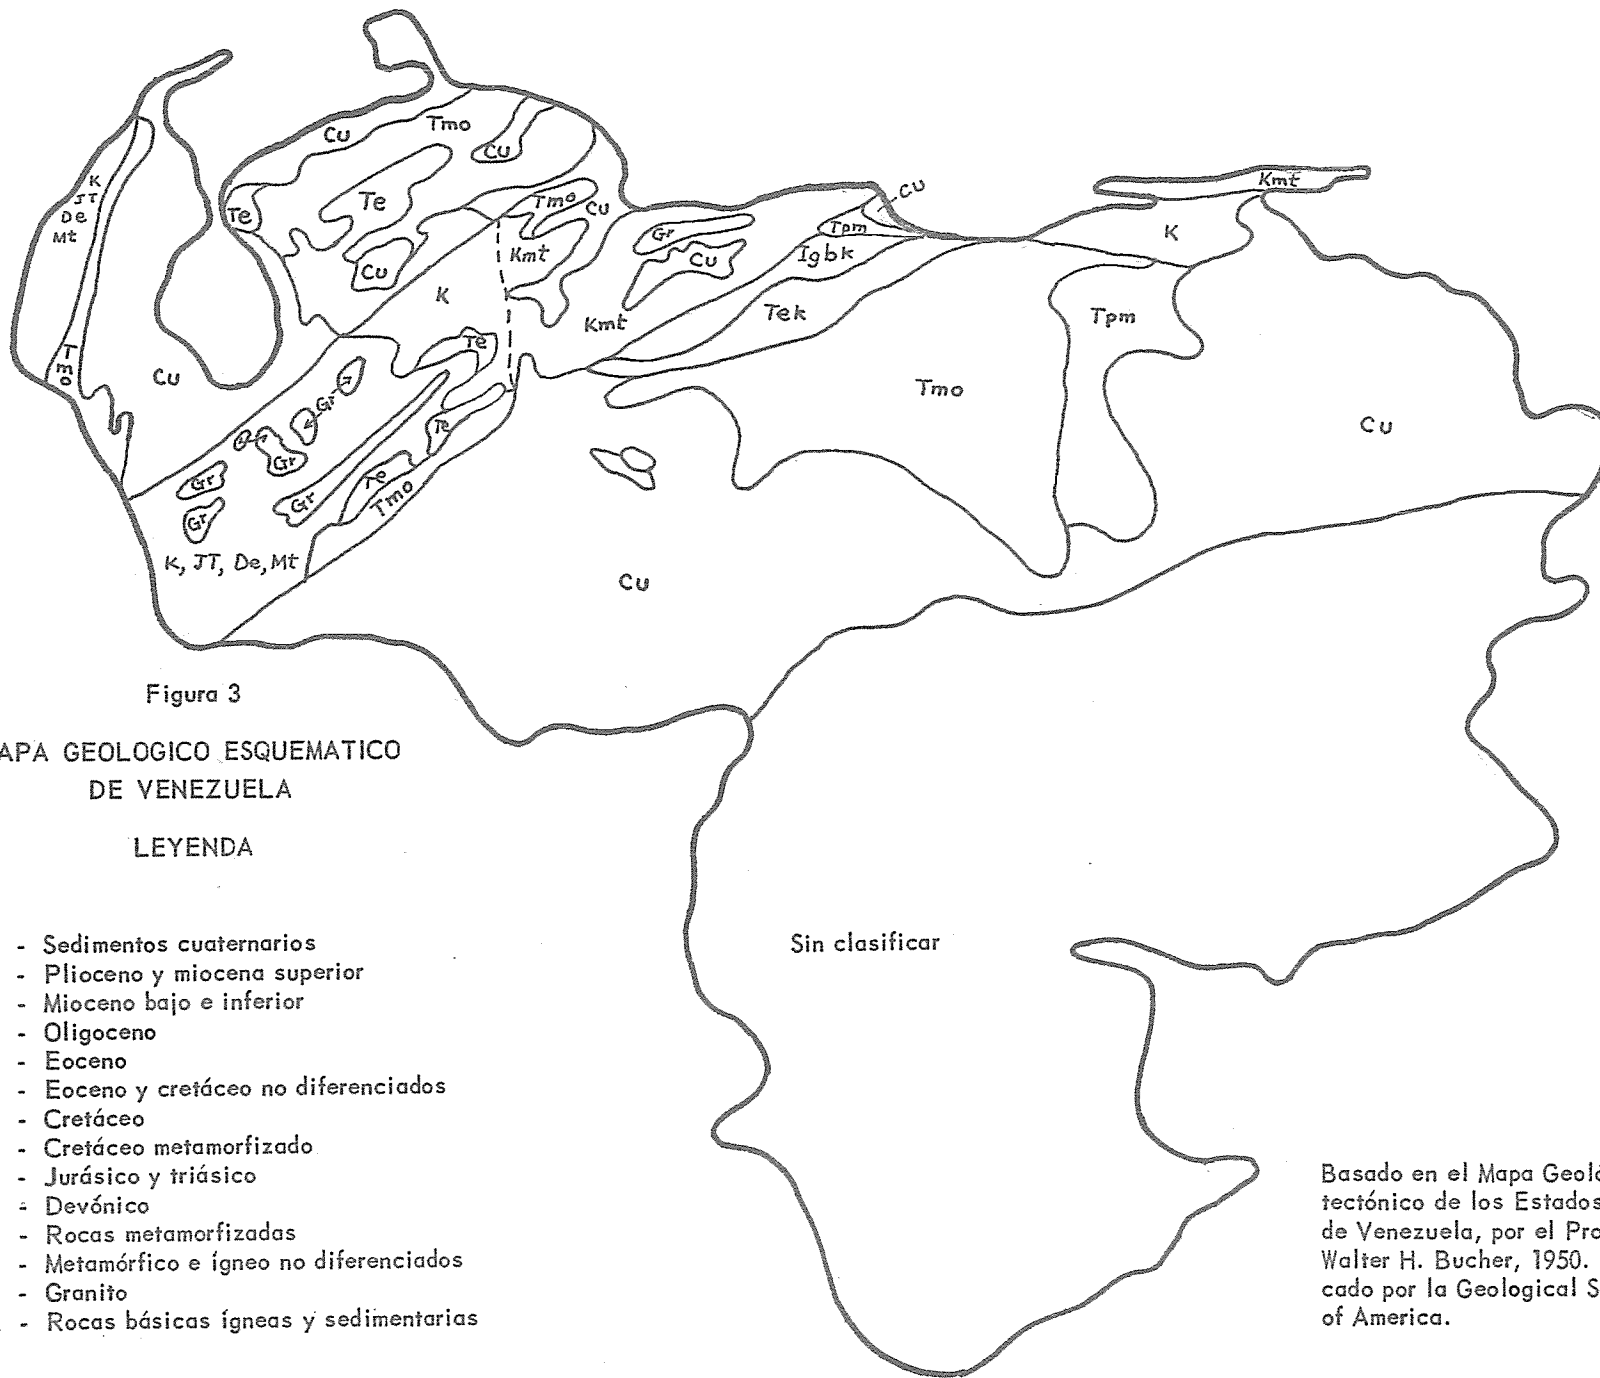 Cu
Tmo
Cu
K
JT
De
Mt
Te
Te
Tmo
Cu
Cu
Kmt
Cu
K
Gr
Cu
Kmt
Tpm
Igbk
Tek
Kmt
K
Tpm
Tmo
Cu
Tmo
Cu
Te
Gr
Te
Gr
Gr
Gr
Gr
Te
Tmo
K, JT, De, Mt
Cu
Figura 3
APA GEOLOGICO ESQUEMATICO
DE VENEZUELA
LEYENDA
- Sedimentos cuaternarios
- Plioceno y miocena superior
- Mioceno bajo e inferior
- Oligoceno
- Eoceno
- Eoceno y cretáceo no diferenciados
- Cretáceo
- Cretáceo metamorfizado
- Jurásico y triásico
- Devónico
- Rocas metamorfizadas
- Metamórfico e ígneo no diferenciados
- Granito
- Rocas básicas ígneas y sedimentarias
Sin clasificar
Basado en el Mapa Geoló
tectónico de los Estados
de Venezuela, por el Pro
Walter H. Bucher, 1950.
cado por la Geological S
of America.